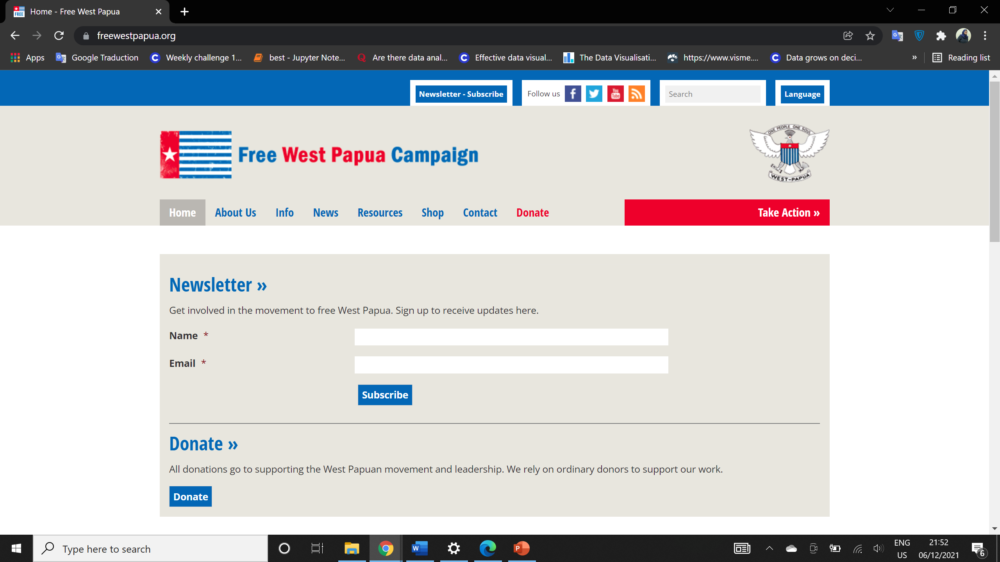 Home - Free West Papua
freewestpapua.org
Apps
Google Traduction
Weekly challenge 1...
best - Jupyter Note...
Are there data anal...
Effective data visual...
The Data Visualisati...
https://www.visme....
Data grows on deci...
»
Reading list
Newsletter - Subscribe
Follow us
You Tube
Search
Language
FREE
Free West Papua Campaign
ONE PEOPLE ONE SOUL
WEST-PAPUA
Home
About Us
Info
News
Resources
Shop
Contact
Donate
Take Action »
Newsletter »
Get involved in the movement to free West Papua. Sign up to receive updates here.
Name *
Email *
Subscribe
Donate »
All donations go to supporting the West Papuan movement and leadership. We rely on ordinary donors to support our work.
Donate
Type here to search
ENG
US
21:52
06/12/2021
6